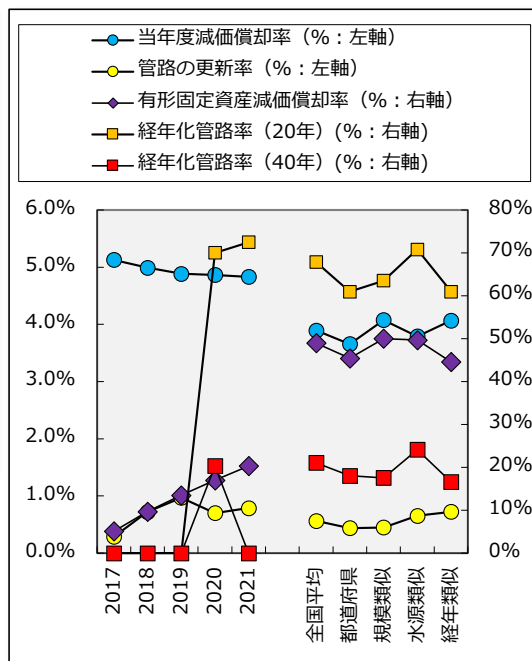 当年度減価償却率（%：左軸）
管路の更新率（%：左軸）
有形固定資産減価償却率（%：右軸）
経年化管路率（20年）(%：右軸)
経年化管路率（40年）(%：右軸)
6.0%
5.0%
4.0%
3.0%
2.0%
1.0%
0.0%
80%
70%
60%
50%
40%
30%
20%
10%
0%
2017
2018
2019
2020
2021
全国平均
都道府県
規模類似
水源類似
経年類似